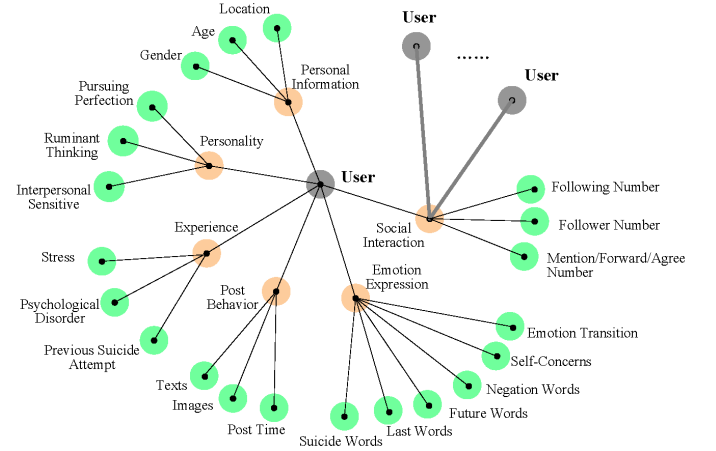 Location
User
Age
Gender
User
Personal
Information
Pursuing
Perfection
Ruminant
Thinking
Personality
Interpersonal
Sensitive
User
Following Number
Social
Interaction
Follower Number
Experience
Mention/Forward/Agree
Number
Stress
Emotion
Expression
Psychological
Disorder
Post
Behavior
Previous Suicide
Attempt
Emotion Transition
Self-Concerns
Texts
Negation Words
Images
Future Words
Post Time
Last Words
Suicide Words
......